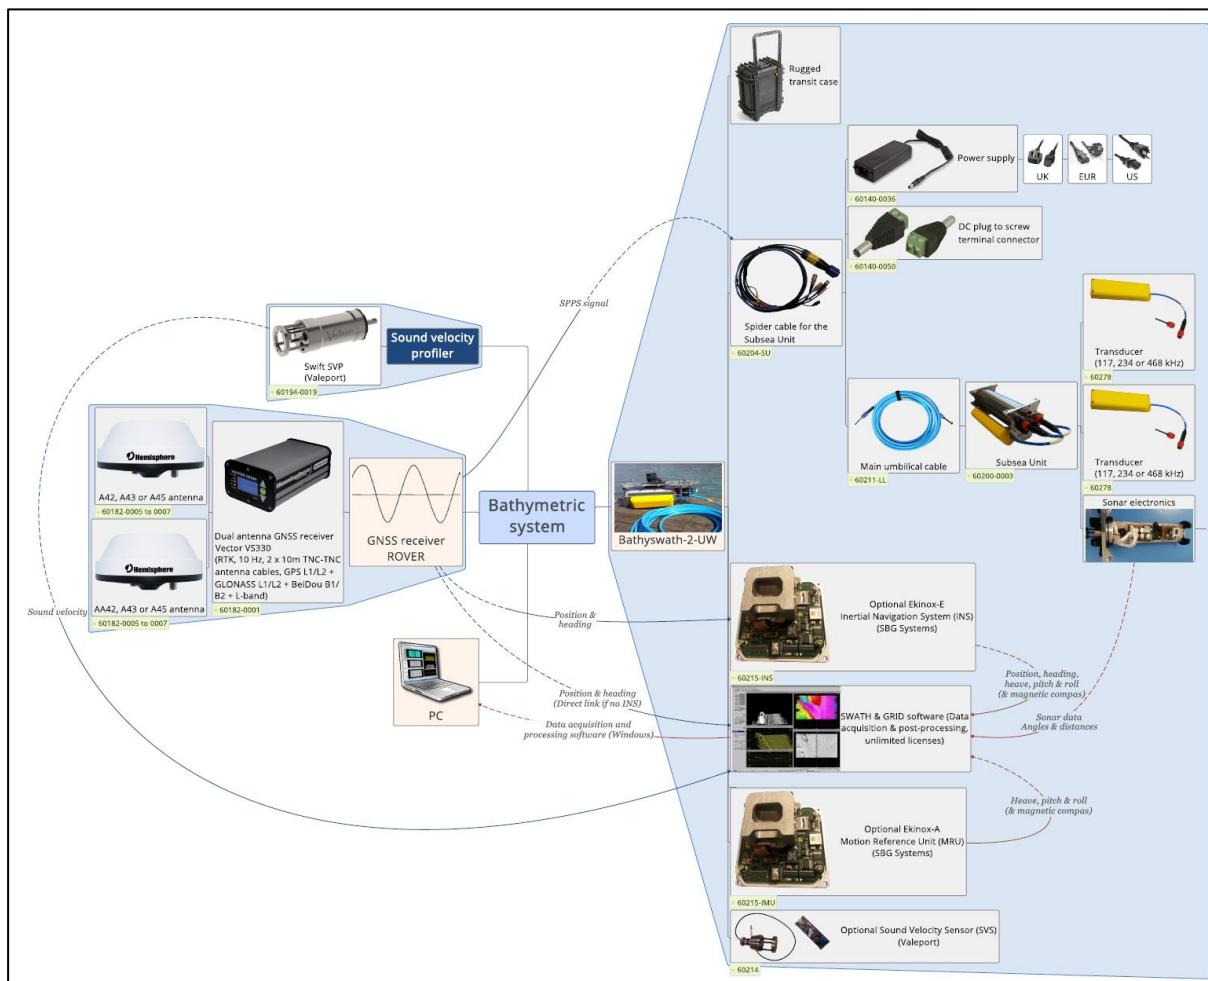 Rugged
transit case
Power supply
UK
EUR
US
60140-0036
DC plug to screw
terminal connector
60140-0050
SPPS signal
Spider cable for the
Subsea Unit
60204-SU
Transducer
(117, 234 or 468 kHz)
60278
Main umbilical cable
60211-LL
Subsea Unit
60200-0003
Transducer
(117, 234 or 468 kHz)
60278
Sonar electronics
Swift SVP
(Valeport)
60194-0019
Sound velocity
profiler
Hemisphere
A42, A43 or A45 antenna
60182-0005 to 0007
Hemisphere
AA42, A43 or A45 antenna
60182-0005 to 0007
Dual antenna GNSS receiver
Vector VS330
(RTK, 10 Hz, 2 x 10m TNC-TNC
antenna cables, GPS L1/L2 +
GLONASS L1/L2 + BeiDou B1/
B2 + L-band)
60182-0001
GNSS receiver
ROVER
Bathymetric
system
Bathyswath-2-UW
Sound velocity
Position &
heading
PC
Position & heading
(Direct link if no INS)
Data acquisition and
processing software (Windows)
Optional Ekinox-E
Inertial Navigation System (INS)
(SBG Systems)
60215-INS
Position, heading,
heave, pitch & roll
(& magnetic compas)
SWATH & GRID software (Data
acquisition & post-processing,
unlimited licenses)
Sonar data
Angles & distances
Heave, pitch & roll
(& magnetic compas)
Optional Ekinox-A
Motion Reference Unit (MRU)
(SBG Systems)
60215-IMU
Optional Sound Velocity Sensor (SVS)
(Valeport)
60214